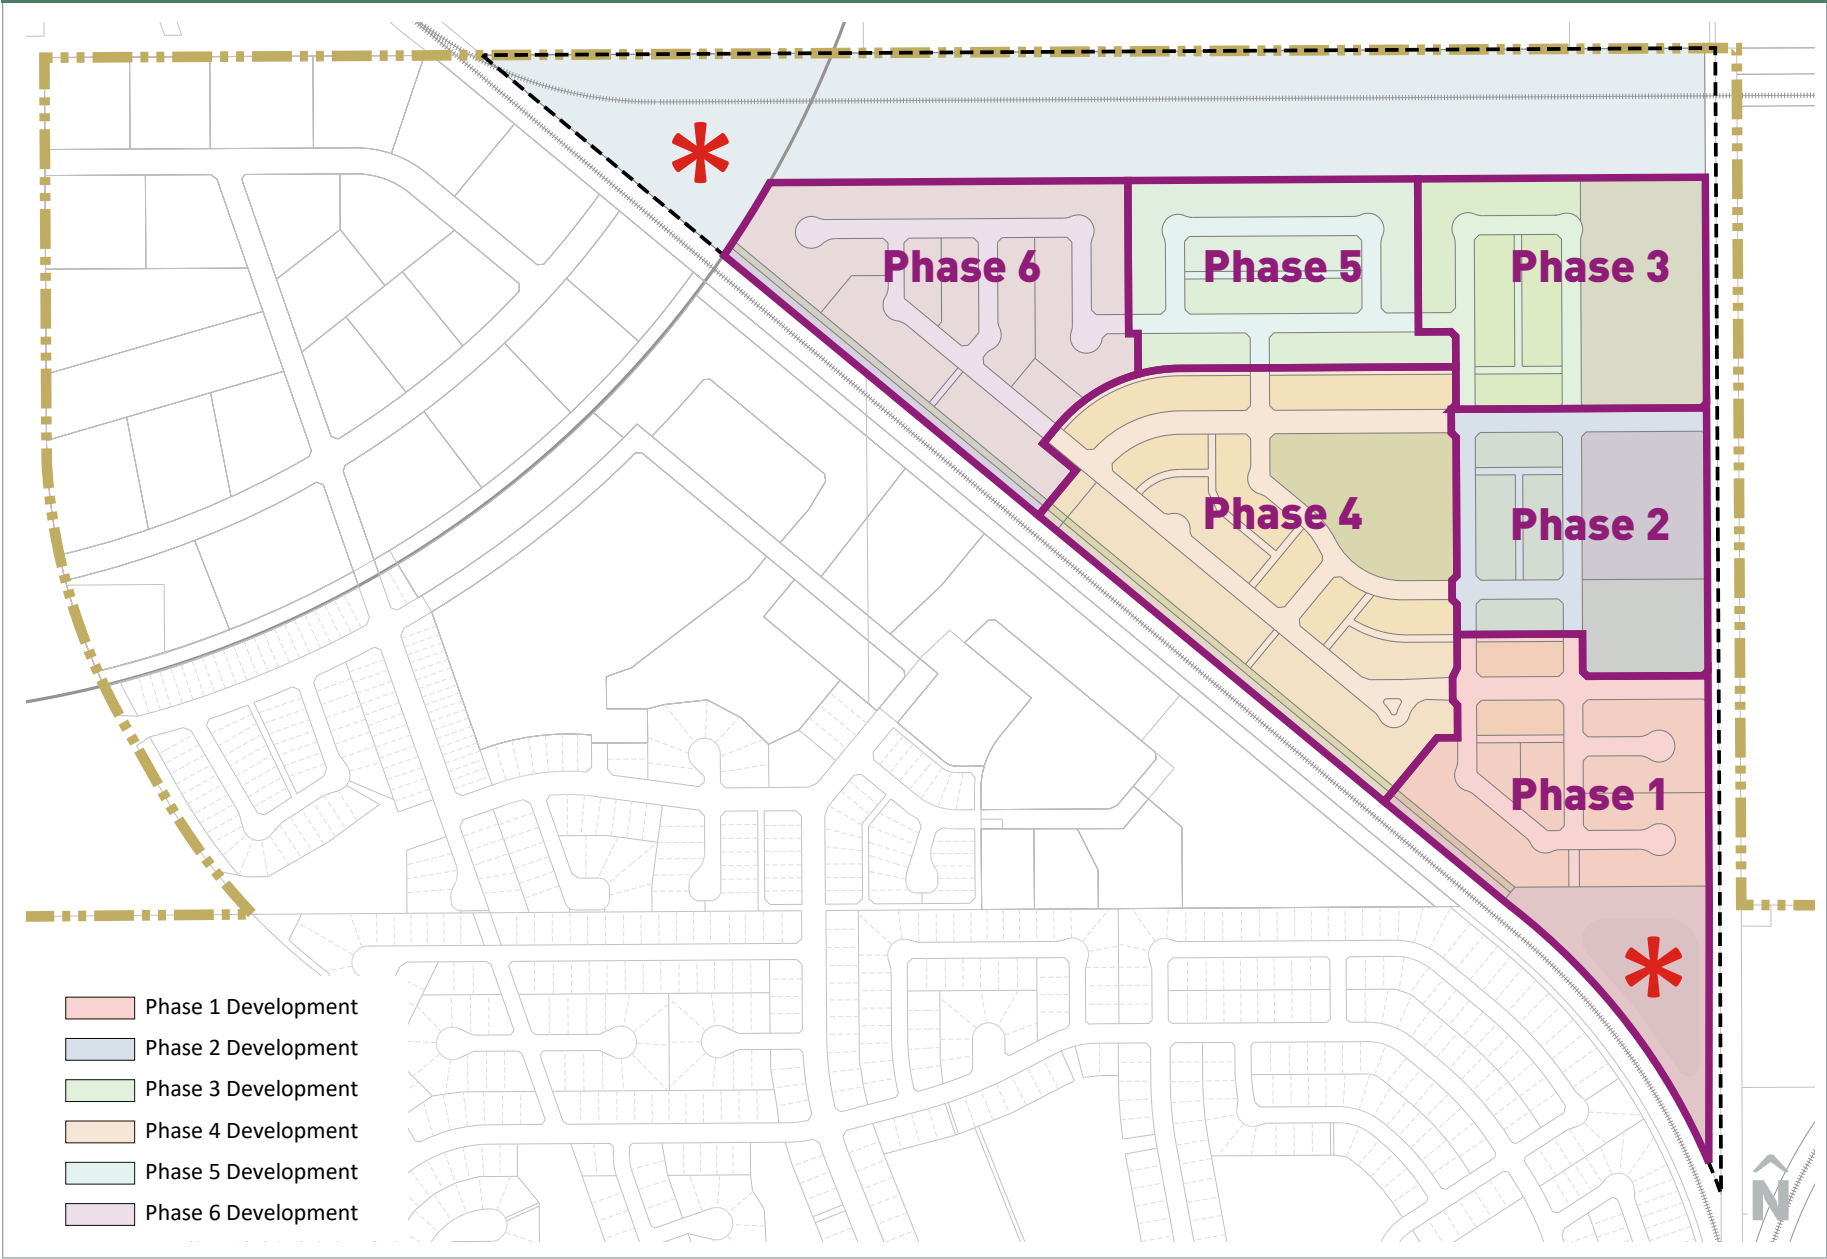 Phase 6
Phase 5
Phase 3
Phase 4
Phase 2
Phase 1
Phase 1 Development
Phase 2 Development
Phase 3 Development
Phase 4 Development
Phase 5 Development
Phase 6 Development
N